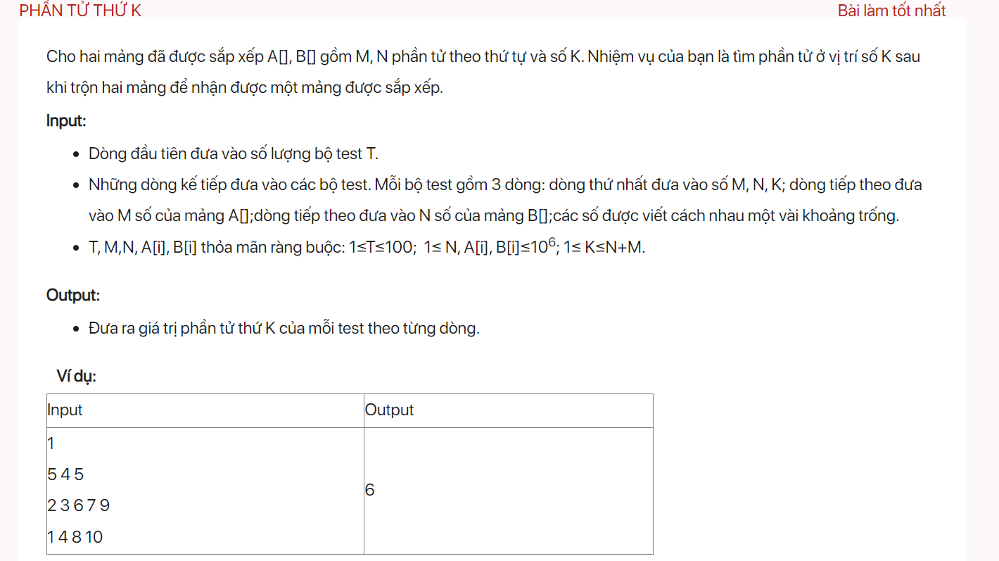 PHẦN TỬ THỨ K
Bài làm tốt nhất
Cho hai mảng đã được sắp xếp A[], B[] gồm M, N phần tử theo thứ tự và số K. Nhiệm vụ của bạn là tìm phần tử ở vị trí số K sau
khi trộn hai mảng để nhận được một mảng được sắp xếp.
Input:
• Dòng đầu tiên đưa vào số lượng bộ test T.
• Những dòng kế tiếp đưa vào các bộ test. Mỗi bộ test gồm 3 dòng: dòng thứ nhất đưa vào số M, N, K; dòng tiếp theo đưa
vào M số của mảng A[];dòng tiếp theo đưa vào N số của mảng B[];các số được viết cách nhau một vài khoảng trống.
• T, M,N, A[i], B[i] thỏa mãn ràng buộc: 1≤T≤100; 1≤ N, A[i], B[i]≤10⁶; 1≤ K≤N+M.
Output:
• Đưa ra giá trị phần tử thứ K của mỗi test theo từng dòng.
Ví dụ:
Input
Output
1
5 4 5
2 3 6 7 9
1 4 8 10
6